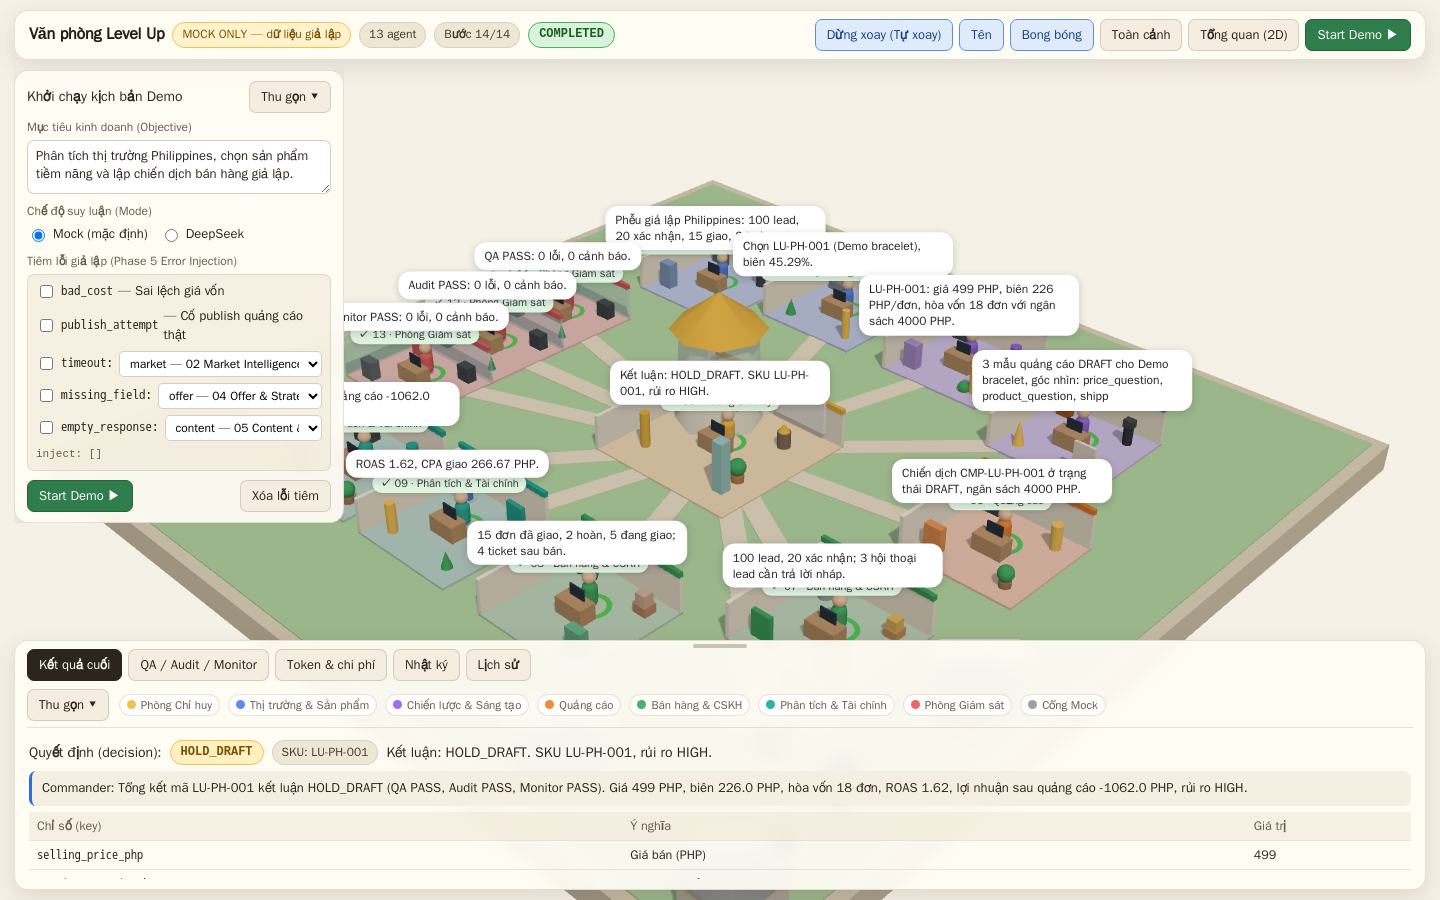 Văn phòng Level Up
MOCK ONLY — dữ liệu giả lập
13 agent
Bước 14/14
COMPLETED
Dừng xoay (Tự xoay)
Tên
Bong bóng
Toàn cảnh
Tổng quan (2D)
Start Demo ▶
Khởi chạy kịch bản Demo
Thu gọn ▼
Mục tiêu kinh doanh (Objective)
Phân tích thị trường Philippines, chọn sản phẩm
tiềm năng và lập chiến dịch bán hàng giả lập.
Chế độ suy luận (Mode)
Mock (mặc định)
DeepSeek
Tiêm lỗi giả lập (Phase 5 Error Injection)
bad_cost — Sai lệch giá vốn
publish_attempt — Cố publish quảng cáo
thật
timeout: market — 02 Market Intelligence
missing_field: offer — 04 Offer & Strate
empty_response: content — 05 Content &
inject: []
Start Demo ▶
Xóa lỗi tiêm
Phễu giả lập Philippines: 100 lead,
20 xác nhận, 15 giao,
Chọn LU-PH-001 (Demo bracelet),
biên 45.29%.
QA PASS: 0 lỗi, 0 cảnh báo.
Phòng Giám sát
Audit PASS: 0 lỗi, 0 cảnh báo.
✓ 12 · Phòng Giám sát
nitor PASS: 0 lỗi, 0 cảnh báo.
✓ 13 · Phòng Giám sát
LU-PH-001: giá 499 PHP, biên 226
PHP/đơn, hòa vốn 18 đơn với ngân
sách 4000 PHP.
3 mẫu quảng cáo DRAFT cho Demo
bracelet, góc nhìn: price_question,
product_question, shipp
Kết luận: HOLD_DRAFT. SKU LU-PH-
001, rủi ro HIGH.
ảng cáo -1062.0
ROAS 1.62, CPA giao 266.67 PHP.
✓ 09 · Phân tích & Tài chính
Chiến dịch CMP-LU-PH-001 ở trạng
thái DRAFT, ngân sách 4000 PHP.
15 đơn đã giao, 2 hoàn, 5 đang giao;
4 ticket sau bán.
✓ 08 · Bán hàng & CSKH
100 lead, 20 xác nhận; 3 hội thoại
lead cần trả lời nháp.
✓ 07 · Bán hàng & CSKH
Kết quả cuối
QA / Audit / Monitor
Token & chi phí
Nhật ký
Lịch sử
Thu gọn ▼
Phòng Chỉ huy
Thị trường & Sản phẩm
Chiến lược & Sáng tạo
Quảng cáo
Bán hàng & CSKH
Phân tích & Tài chính
Phòng Giám sát
Cổng Mock
Quyết định (decision): HOLD_DRAFT SKU: LU-PH-001 Kết luận: HOLD_DRAFT. SKU LU-PH-001, rủi ro HIGH.
Commander: Tổng kết mã LU-PH-001 kết luận HOLD_DRAFT (QA PASS, Audit PASS, Monitor PASS). Giá 499 PHP, biên 226.0 PHP, hòa vốn 18 đơn, ROAS 1.62, lợi nhuận sau quảng cáo -1062.0 PHP, rủi ro HIGH.
Chỉ số (key)
Ý nghĩa
Giá trị
selling_price_php
Giá bán (PHP)
499